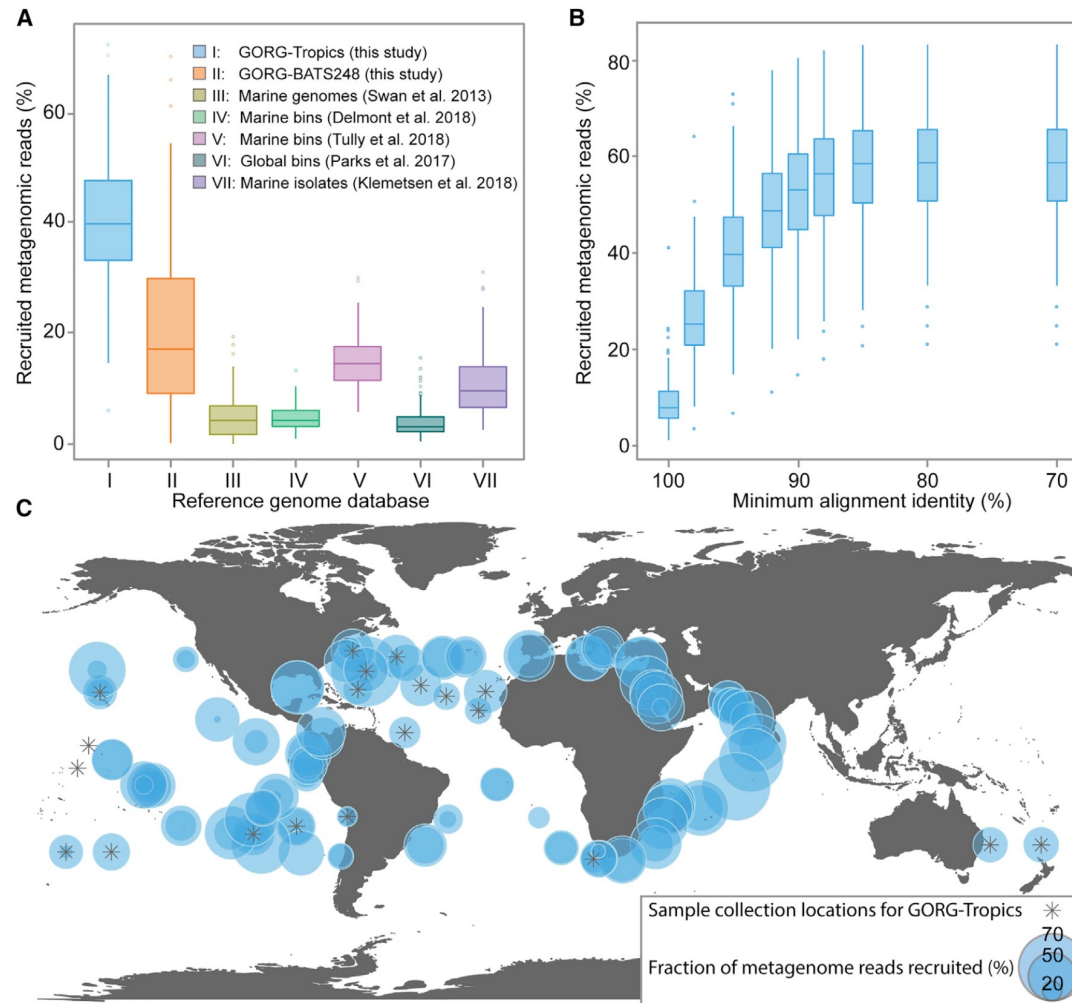 A
Recruited metagenomic reads (%)
60
40
20
0
I: GORG-Tropics (this study)
II: GORG-BATS248 (this study)
III: Marine genomes (Swan et al. 2013)
IV: Marine bins (Delmont et al. 2018)
V: Marine bins (Tully et al. 2018)
VI: Global bins (Parks et al. 2017)
VII: Marine isolates (Klemetsen et al. 2018)
I II III IV V VI VII
Reference genome database
B
Recruited metagenomic reads (%)
80
60
40
20
0
100 90 80 70
Minimum alignment identity (%)
C
Sample collection locations for GORG-Tropics
Fraction of metagenome reads recruited (%)
70
50
20